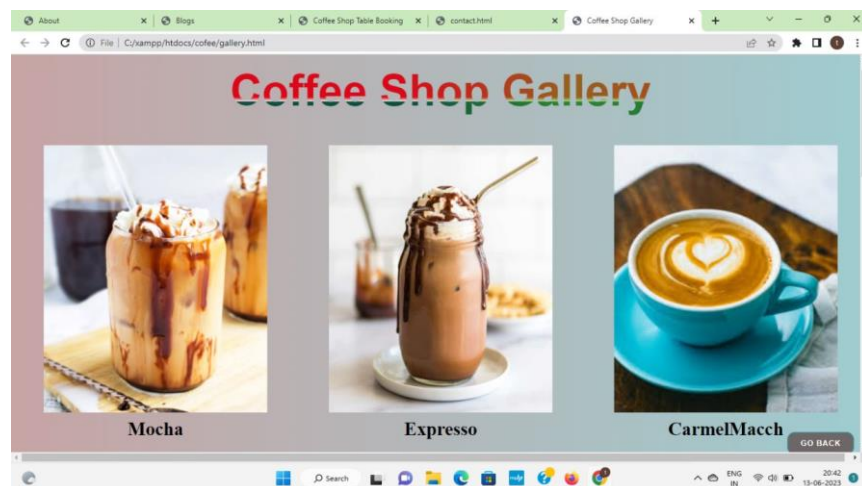 About Blogs Coffee Shop Table Booking contact.html Coffee Shop Gallery
File C:/xampp/htdocs/cofee/gallery.html
Coffee Shop Gallery
Mocha Expresso CarmelMacch
GO BACK
Search ENG 20:42
IN 13-06-2023